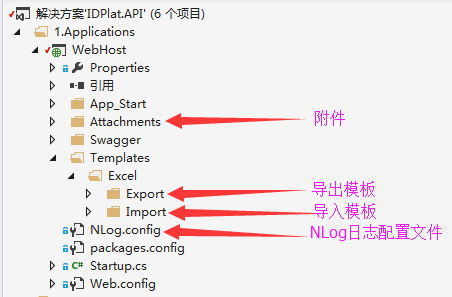 解决方案'IDPlat.API' (6 个项目)
1.Applications
WebHost
Properties
引用
App_Start
Attachments 附件
Swagger
Templates
Excel
Export 导出模板
Import 导入模板
NLog.config NLog日志配置文件
packages.config
Startup.cs
Web.config